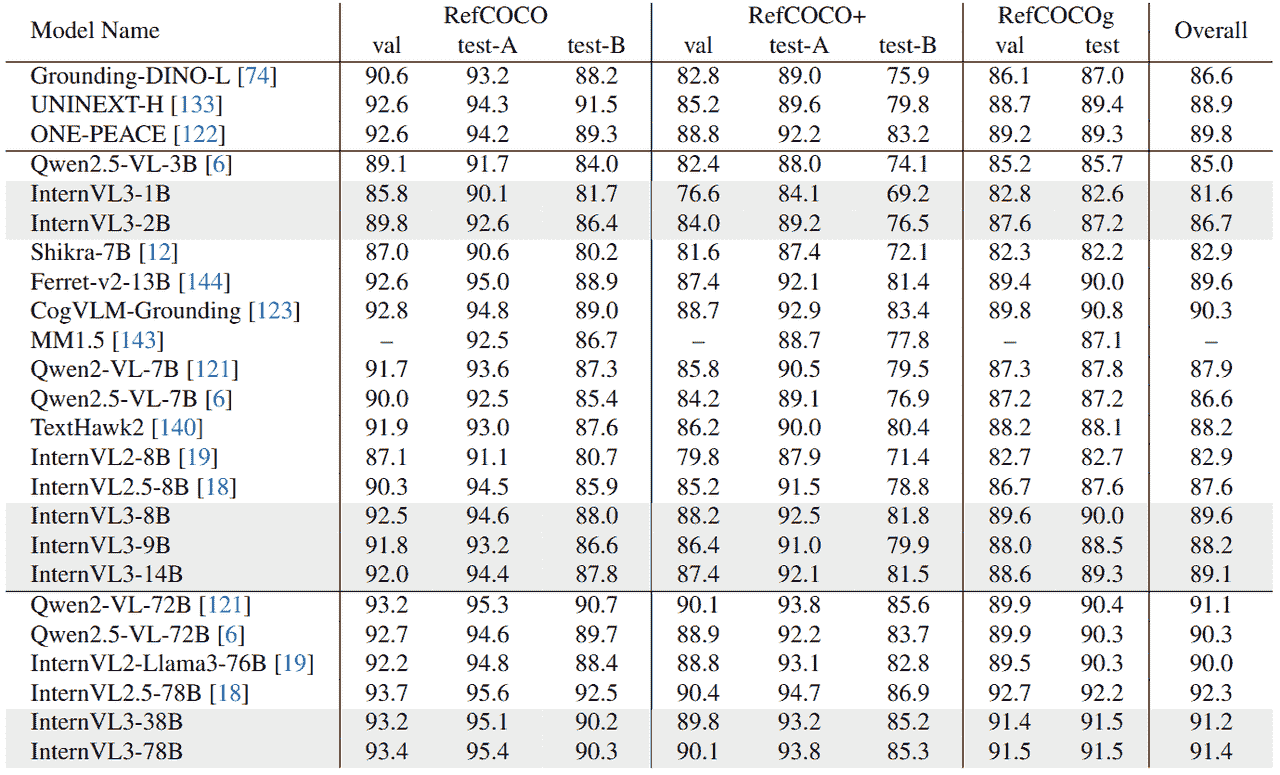 Model Name RefCOCO RefCOCO+ RefCOCOg Overall
val test-A test-B val test-A test-B val test
Grounding-DINO-L [74] 90.6 93.2 88.2 82.8 89.0 75.9 86.1 87.0 86.6
UNINEXT-H [133] 92.6 94.3 91.5 85.2 89.6 79.8 88.7 89.4 88.9
ONE-PEACE [122] 92.6 94.2 89.3 88.8 92.2 83.2 89.2 89.3 89.8
Qwen2.5-VL-3B [6] 89.1 91.7 84.0 82.4 88.0 74.1 85.2 85.7 85.0
InternVL3-1B 85.8 90.1 81.7 76.6 84.1 69.2 82.8 82.6 81.6
InternVL3-2B 89.8 92.6 86.4 84.0 89.2 76.5 87.6 87.2 86.7
Shikra-7B [12] 87.0 90.6 80.2 81.6 87.4 72.1 82.3 82.2 82.9
Ferret-v2-13B [144] 92.6 95.0 88.9 87.4 92.1 81.4 89.4 90.0 89.6
CogVLM-Grounding [123] 92.8 94.8 89.0 88.7 92.9 83.4 89.8 90.8 90.3
MM1.5 [143] – 92.5 86.7 – 88.7 77.8 – 87.1 –
Qwen2-VL-7B [121] 91.7 93.6 87.3 85.8 90.5 79.5 87.3 87.8 87.9
Qwen2.5-VL-7B [6] 90.0 92.5 85.4 84.2 89.1 76.9 87.2 87.2 86.6
TextHawk2 [140] 91.9 93.0 87.6 86.2 90.0 80.4 88.2 88.1 88.2
InternVL2-8B [19] 87.1 91.1 80.7 79.8 87.9 71.4 82.7 82.7 82.9
InternVL2.5-8B [18] 90.3 94.5 85.9 85.2 91.5 78.8 86.7 87.6 87.6
InternVL3-8B 92.5 94.6 88.0 88.2 92.5 81.8 89.6 90.0 89.6
InternVL3-9B 91.8 93.2 86.6 86.4 91.0 79.9 88.0 88.5 88.2
InternVL3-14B 92.0 94.4 87.8 87.4 92.1 81.5 88.6 89.3 89.1
Qwen2-VL-72B [121] 93.2 95.3 90.7 90.1 93.8 85.6 89.9 90.4 91.1
Qwen2.5-VL-72B [6] 92.7 94.6 89.7 88.9 92.2 83.7 89.9 90.3 90.3
InternVL2-Llama3-76B [19] 92.2 94.8 88.4 88.8 93.1 82.8 89.5 90.3 90.0
InternVL2.5-78B [18] 93.7 95.6 92.5 90.4 94.7 86.9 92.7 92.2 92.3
InternVL3-38B 93.2 95.1 90.2 89.8 93.2 85.2 91.4 91.5 91.2
InternVL3-78B 93.4 95.4 90.3 90.1 93.8 85.3 91.5 91.5 91.4